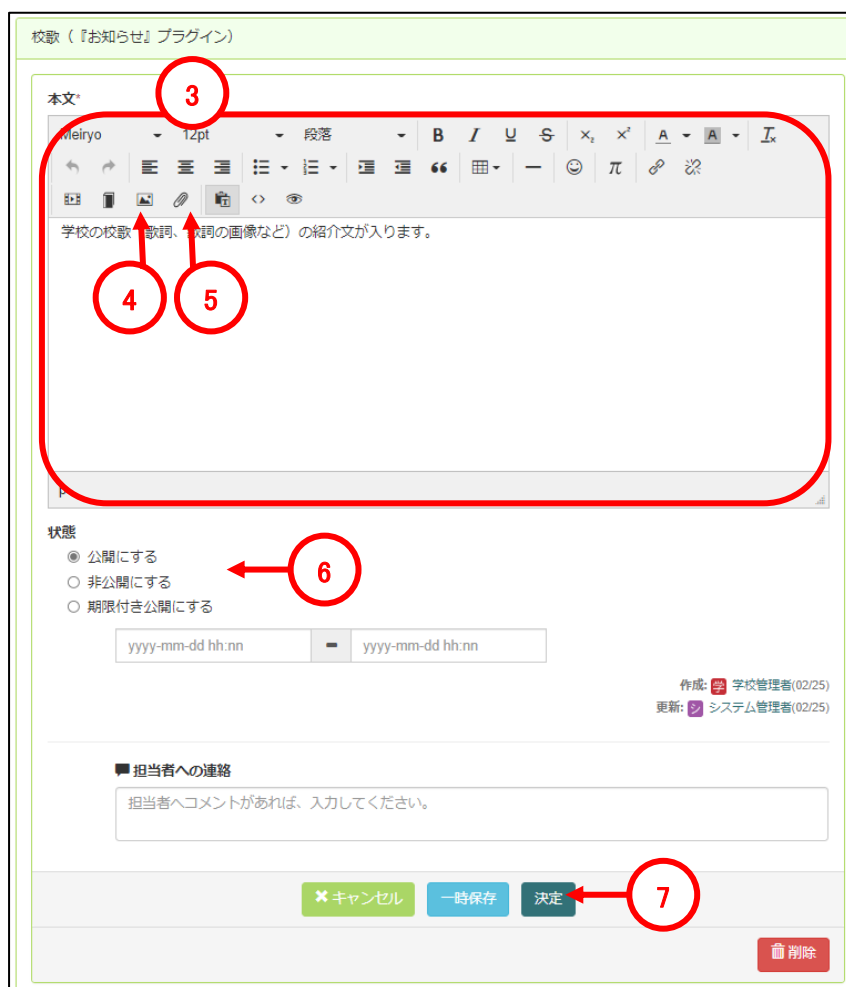 校歌（『お知らせ』プラグイン）
本文*
3
Meiryo 12pt 段落 B I U S X₂ X² A A Tx
π
学校の校歌（歌詞、歌詞の画像など）の紹介文が入ります。
4 5
p
状態
公開にする
6
非公開にする
期限付き公開にする
yyyy-mm-dd hh:nn - yyyy-mm-dd hh:nn
作成: 学 学校管理者(02/25)
更新: シ システム管理者(02/25)
担当者への連絡
担当者へコメントがあれば、入力してください。
キャンセル 一時保存 決定 7
削除